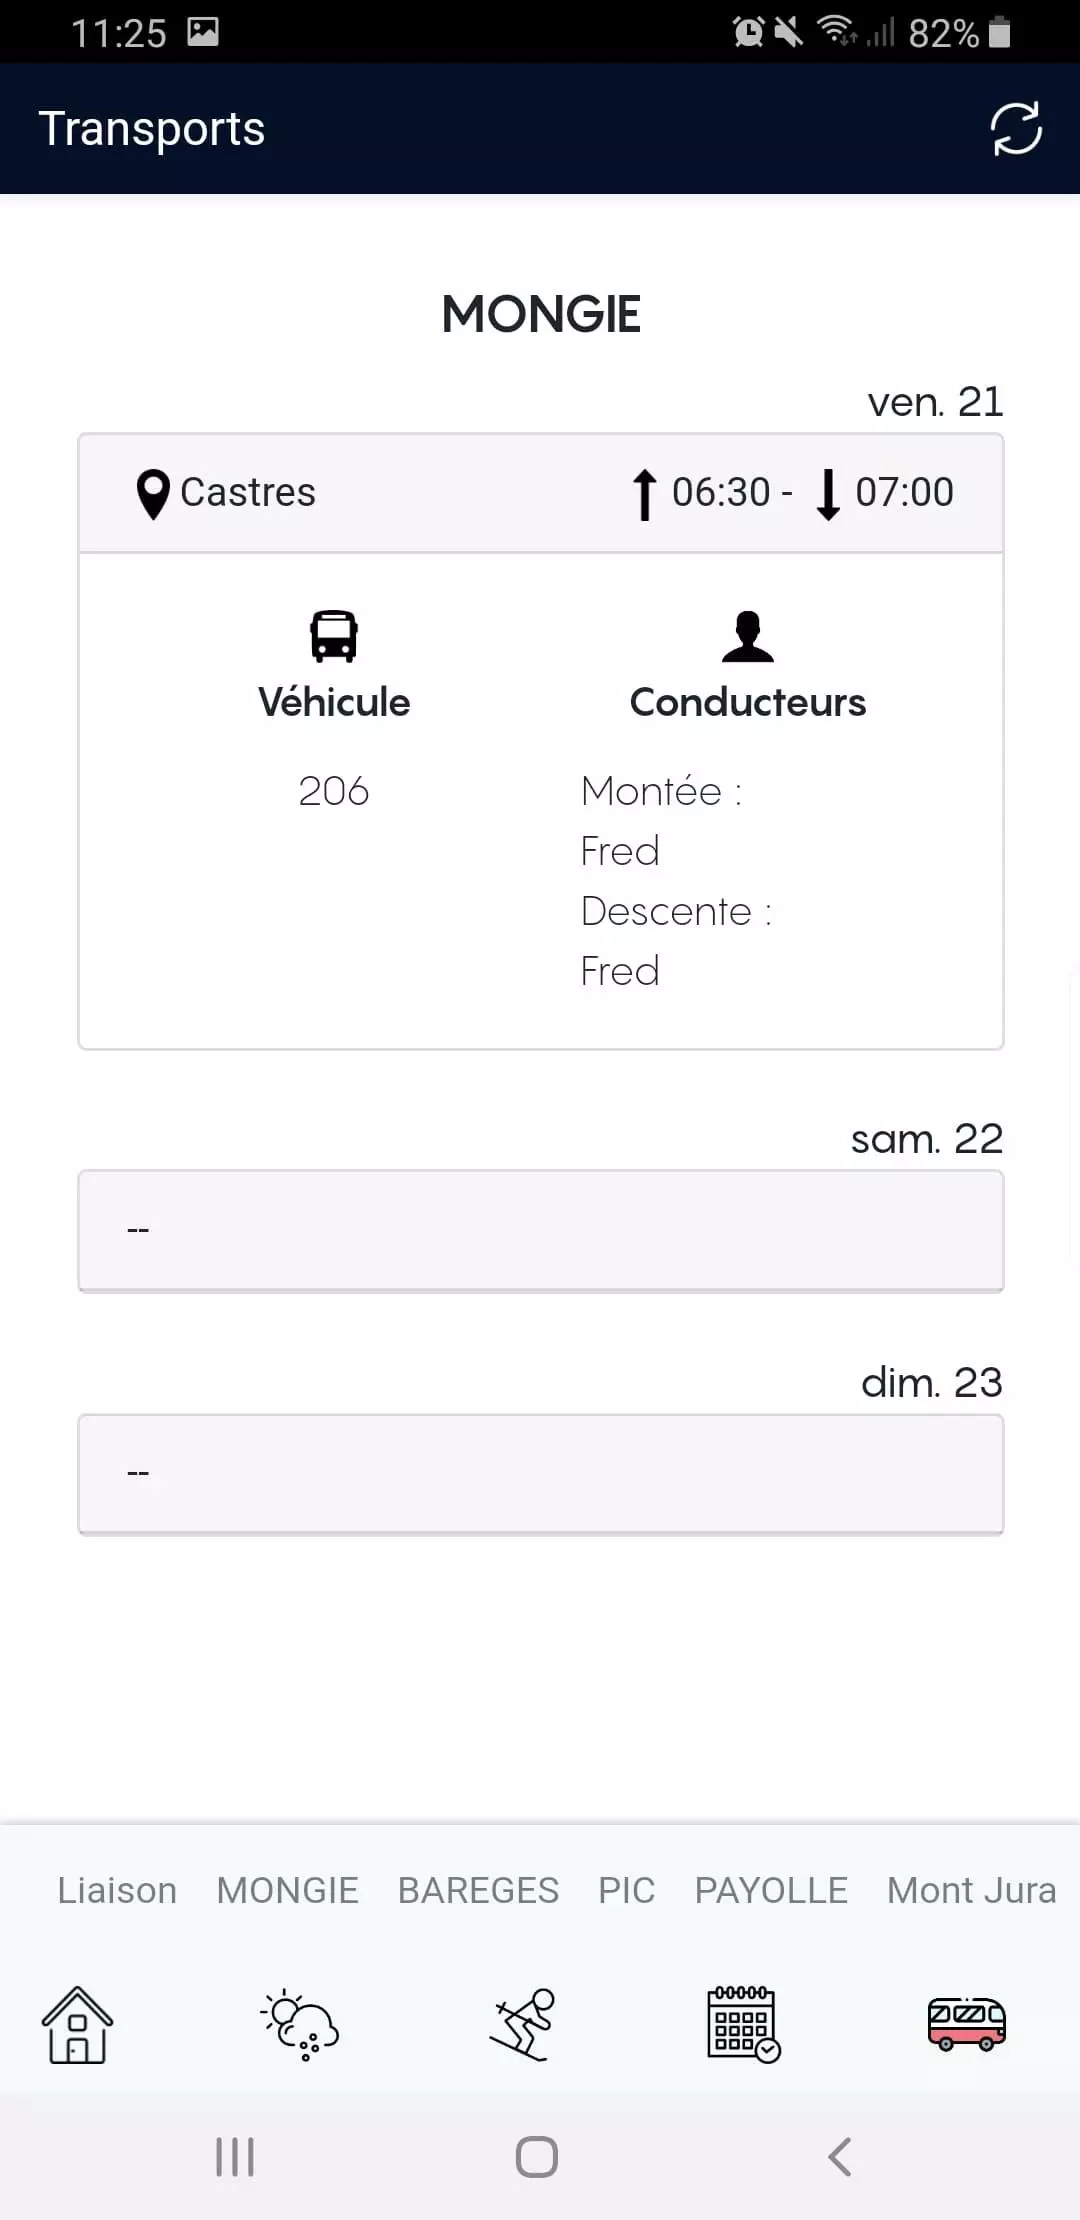 11:25 82%
Transports
MONGIE
ven. 21
Castres 06:30 - 07:00
Véhicule Conducteurs
206 Montée :
Fred
Descente :
Fred
sam. 22
--
dim. 23
--
Liaison MONGIE BAREGES PIC PAYOLLE Mont Jura